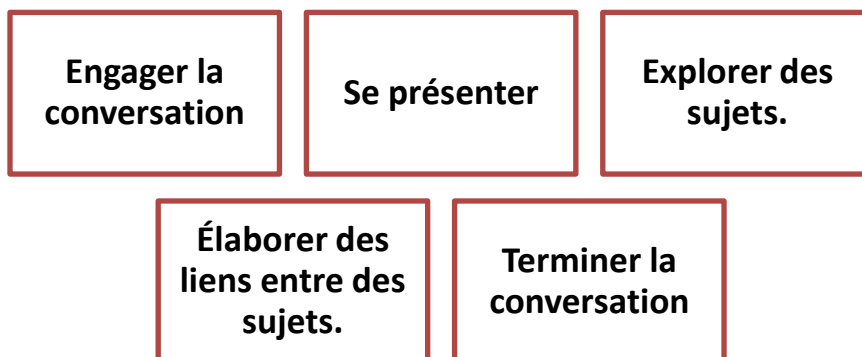 Engager la
conversation
Se présenter
Explorer des
sujets.
Élaborer des
liens entre des
sujets.
Terminer la
conversation